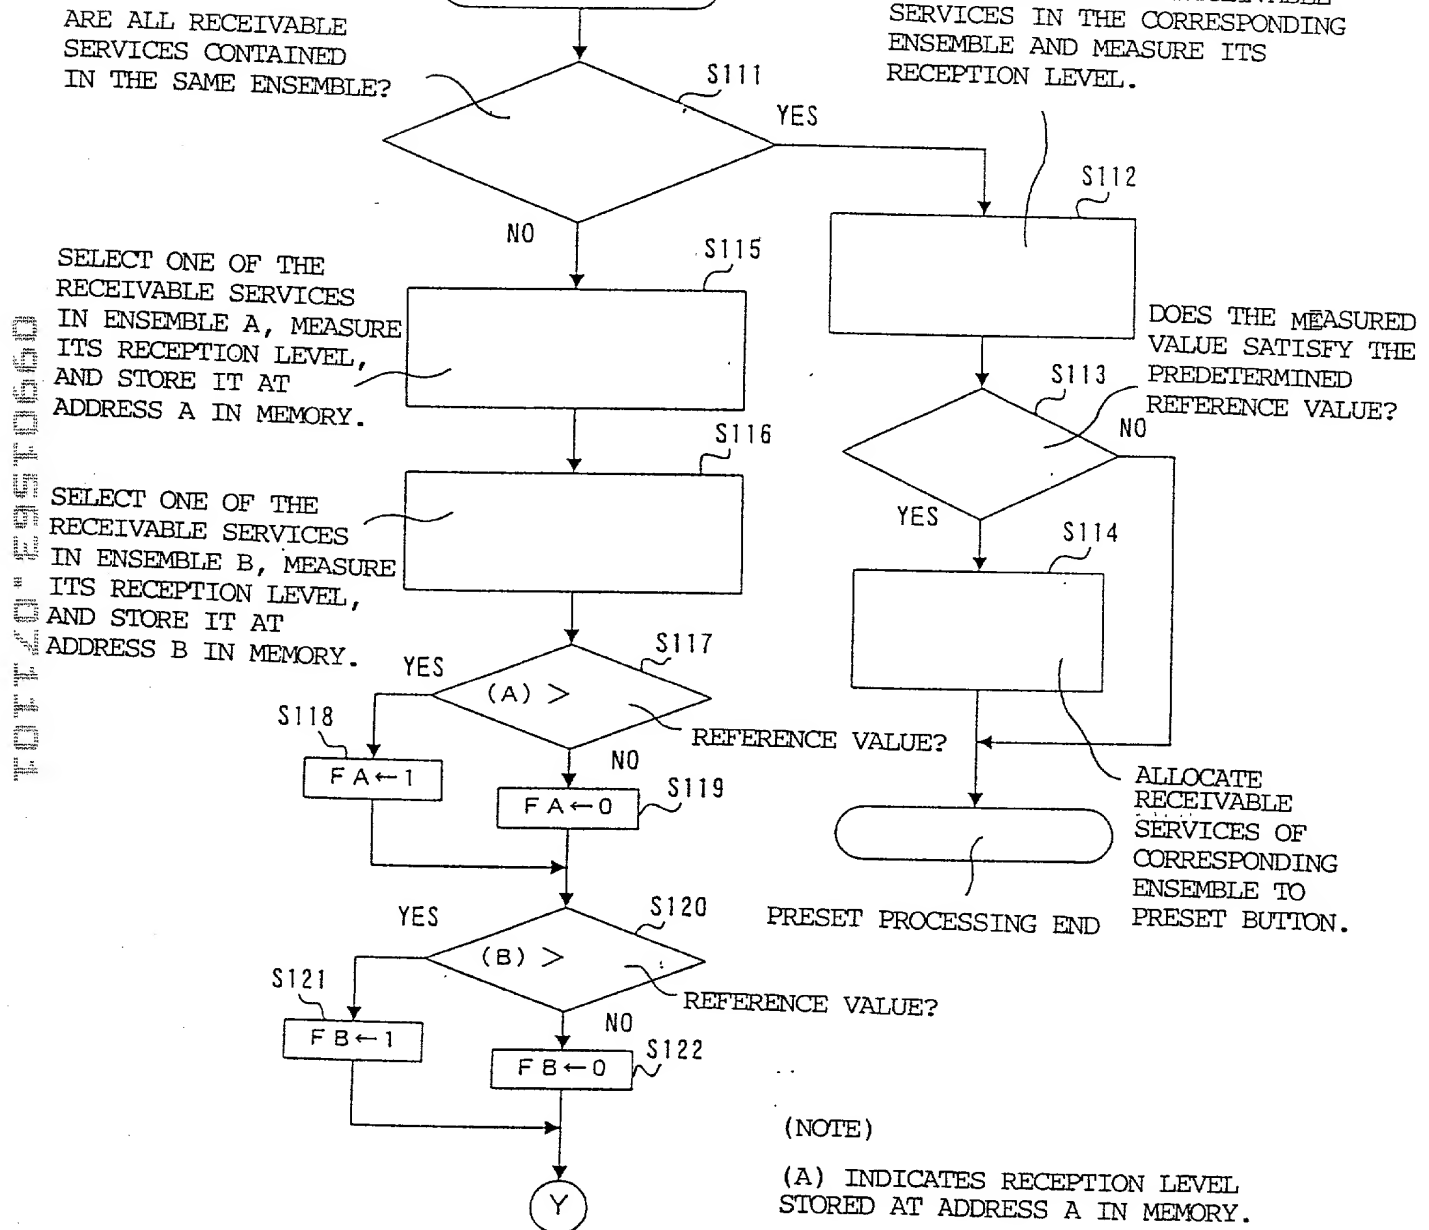 ARE ALL RECEIVABLE
SERVICES CONTAINED
IN THE SAME ENSEMBLE?
SERVICES IN THE CORRESPONDING
ENSEMBLE AND MEASURE ITS
RECEPTION LEVEL.
S111
YES
NO
S112
SELECT ONE OF THE
RECEIVABLE SERVICES
IN ENSEMBLE A, MEASURE
ITS RECEPTION LEVEL,
AND STORE IT AT
ADDRESS A IN MEMORY.
S115
DOES THE MEASURED
VALUE SATISFY THE
PREDETERMINED
REFERENCE VALUE?
S113
NO
YES
S116
SELECT ONE OF THE
RECEIVABLE SERVICES
IN ENSEMBLE B, MEASURE
ITS RECEPTION LEVEL,
AND STORE IT AT
ADDRESS B IN MEMORY.
S114
S117
YES
(A) >
REFERENCE VALUE?
NO
S118
FA←1
S119
FA←0
ALLOCATE
RECEIVABLE
SERVICES OF
CORRESPONDING
ENSEMBLE TO
PRESET BUTTON.
PRESET PROCESSING END
S120
YES
(B) >
REFERENCE VALUE?
NO
S121
FB←1
S122
FB←0
Y
(NOTE)
(A) INDICATES RECEPTION LEVEL
STORED AT ADDRESS A IN MEMORY.